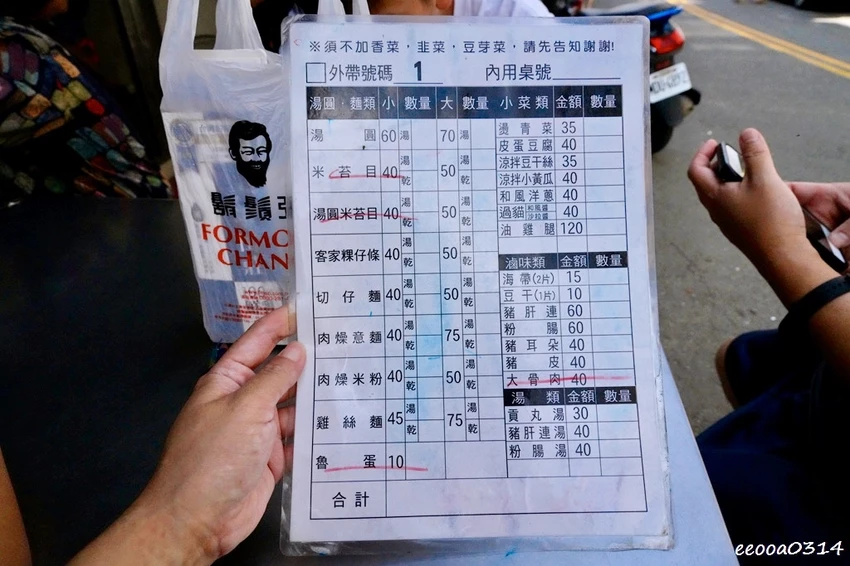 ※須不加香菜，韭菜，豆芽菜，請先告知謝謝!
外帶號碼 1 內用桌號
湯圓·麵類 小 數量 大 數量
湯圓 60 湯 70 湯
米苔目 40 湯 乾 50 湯 乾
湯圓米苔目 40 湯 乾 50 湯 乾
客家粿仔條 40 湯 乾 50 湯 乾
切仔麵 40 湯 乾 50 湯 乾
肉燥意麵 40 湯 乾 75 湯 乾
肉燥米粉 40 湯 乾 50 湯 乾
雞絲麵 45 湯 乾 75 湯 乾
魯蛋 10
合計
小菜類 金額 數量
燙青菜 35
皮蛋豆腐 40
涼拌豆干絲 35
涼拌小黃瓜 40
和風洋蔥 40
過貓 和風醬 沙拉醬 40
油雞腿 120
滷味類 金額 數量
海帶(2片) 15
豆干(1片) 10
豬肝連 60
粉腸 60
豬耳朵 40
豬皮 40
大骨肉 40
湯類 金額 數量
貢丸湯 30
豬肝連湯 40
粉腸湯 40
鬍鬚張
FORMO
CHAN
eeooa0314